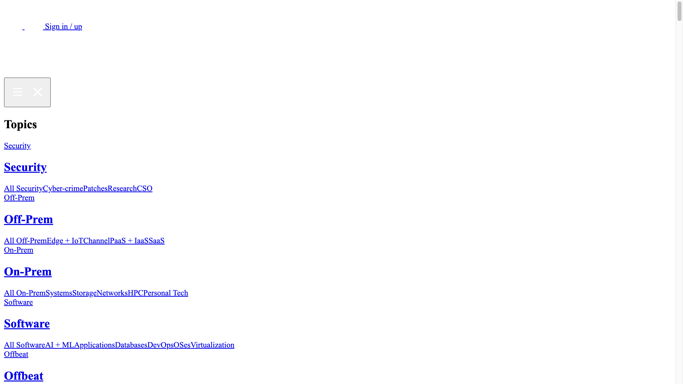 Sign in / up
Topics
Security
Security
All SecurityCyber-crimePatchesResearchCSO
Off-Prem
Off-Prem
All Off-PremEdge + IoTChannelPaaS + IaaSSaaS
On-Prem
On-Prem
All On-PremSystemsStorageNetworksHPCPersonal Tech
Software
Software
All SoftwareAI + MLApplicationsDatabasesDevOpsOSesVirtualization
Offbeat
Offbeat